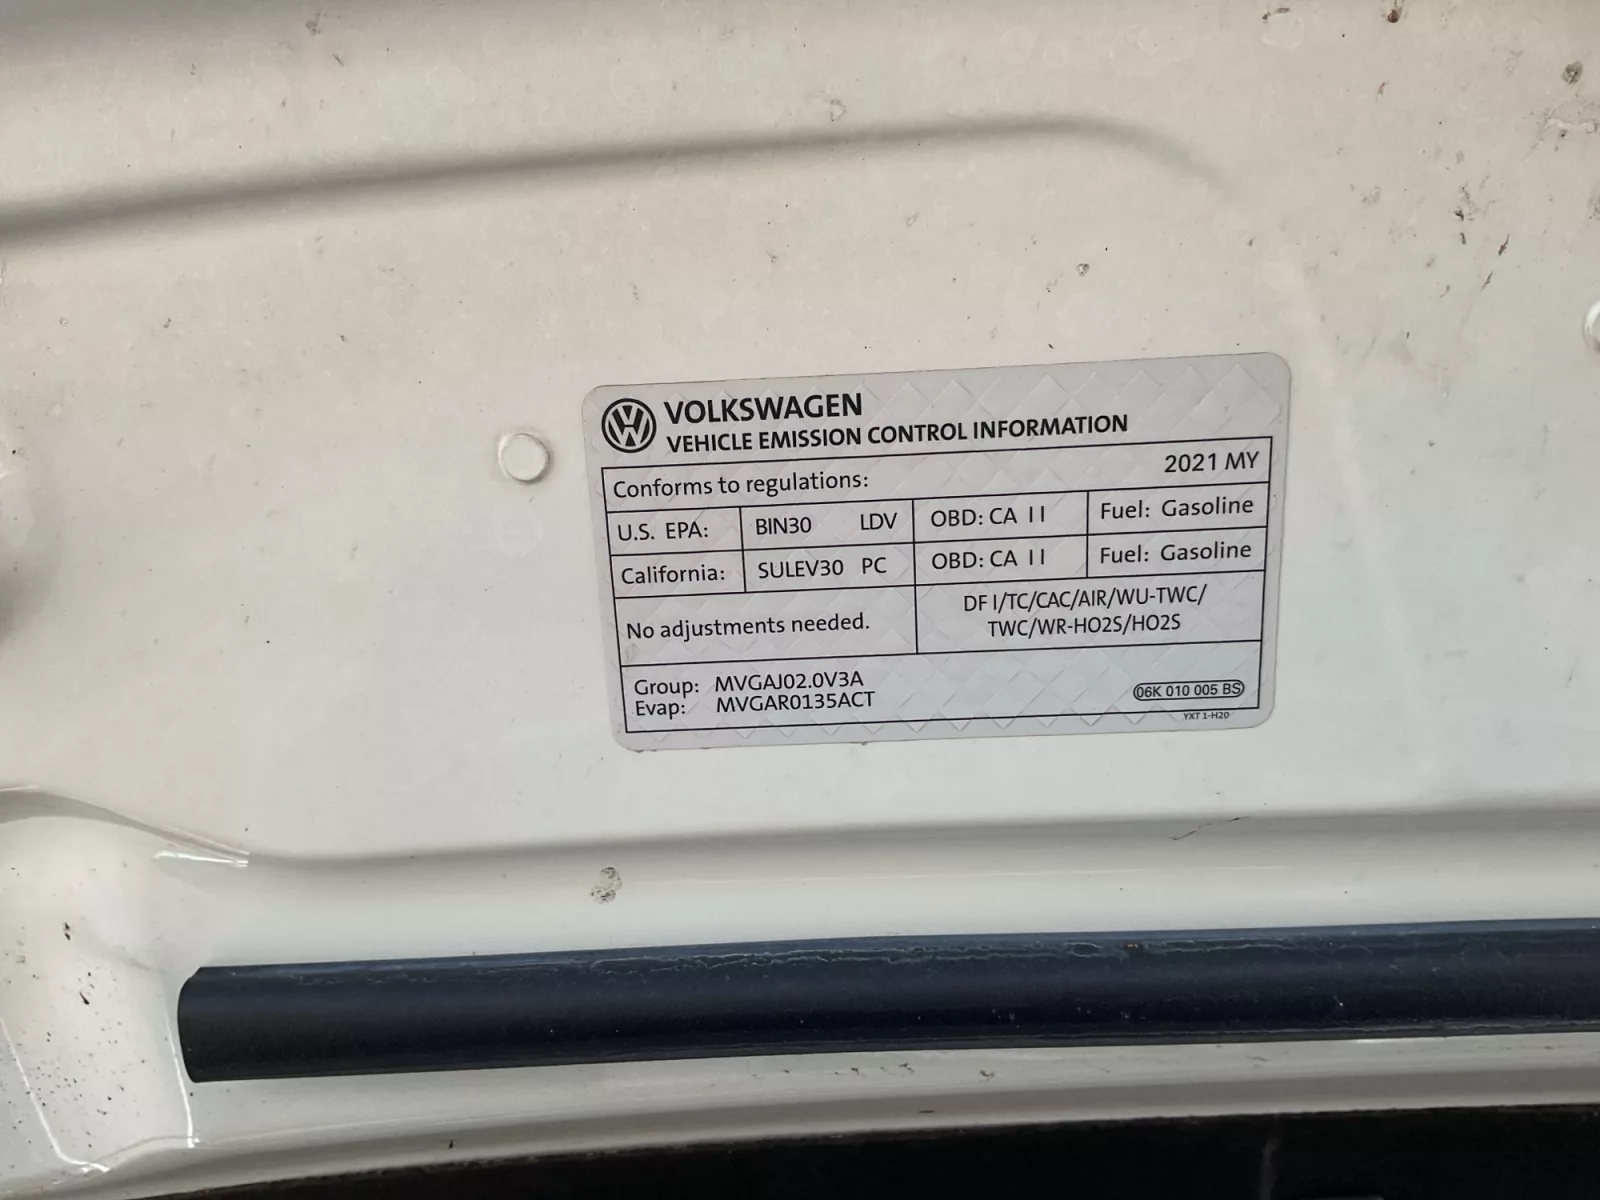 VOLKSWAGEN
VEHICLE EMISSION CONTROL INFORMATION
Conforms to regulations: 2021 MY
U.S. EPA: BIN30 LDV OBD: CA II Fuel: Gasoline
California: SULEV30 PC OBD: CA II Fuel: Gasoline
No adjustments needed.
DFI/TC/CAC/AIR/WU-TWC/
TWC/WR-HO2S/HO2S
Group: MVGAJ02.0V3A
Evap: MVGAR0135ACT
06K 010 005 BS
YXT 1-H20